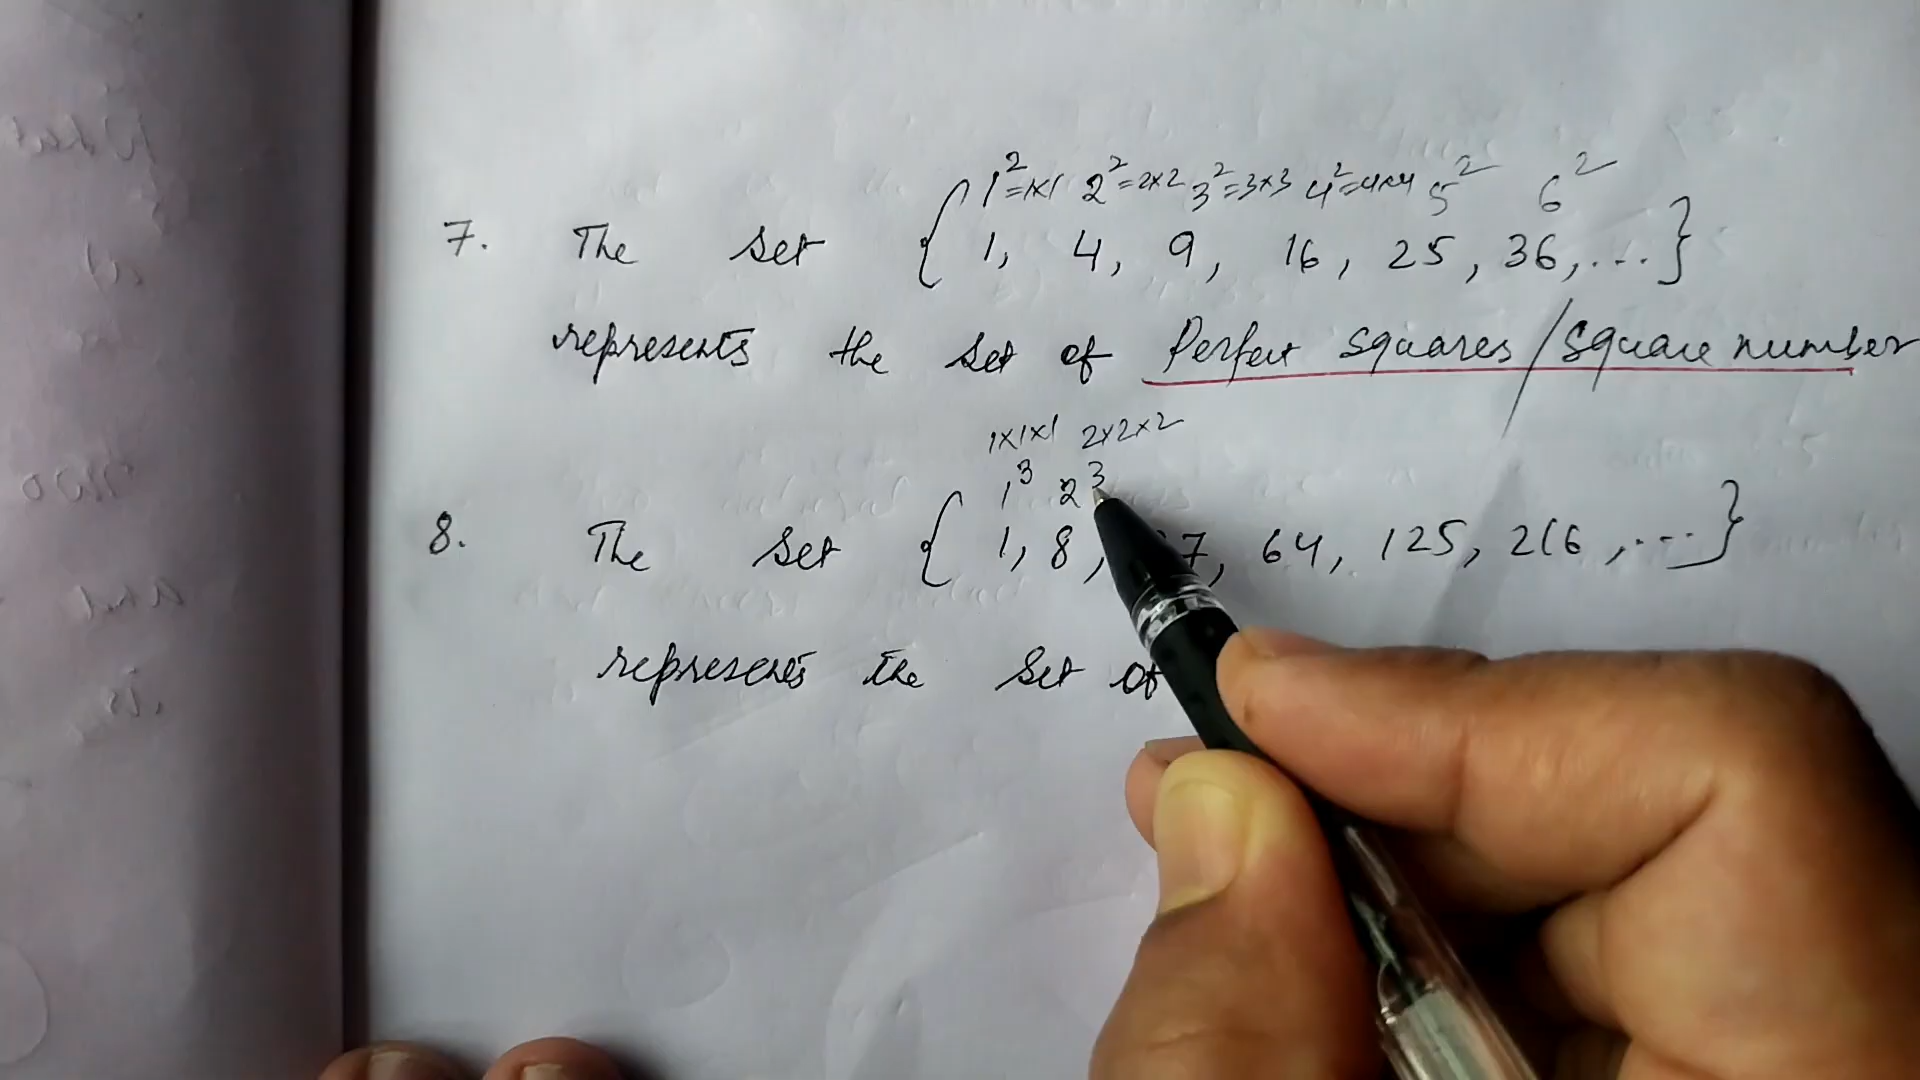 1²=1×1 2²=2×2 3²=3×3 4²=4×4 5² 6²
7. The set { 1, 4, 9, 16, 25, 36, ... }
represents the set of Perfect squares / square number
1×1×1 2×2×2
1³ 2³
8. The set { 1, 8, 7, 64, 125, 216, ... }
represents the set of